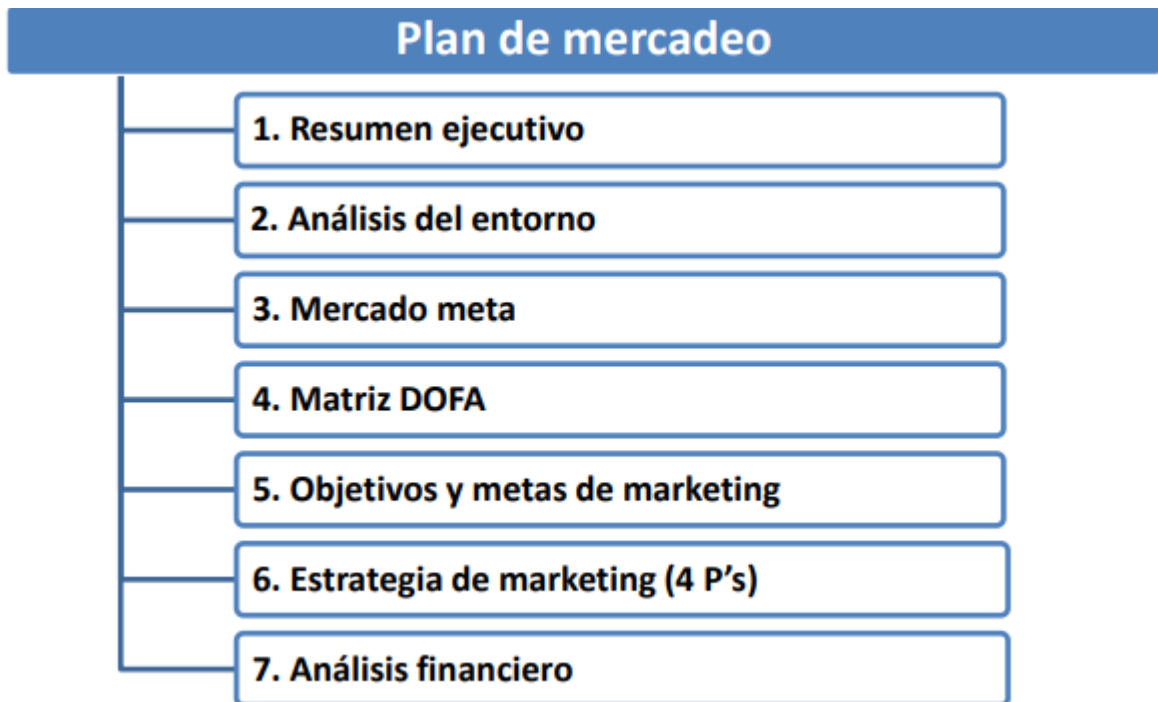 Plan de mercadeo
1. Resumen ejecutivo
2. Análisis del entorno
3. Mercado meta
4. Matriz DOFA
5. Objetivos y metas de marketing
6. Estrategia de marketing (4 P’s)
7. Análisis financiero